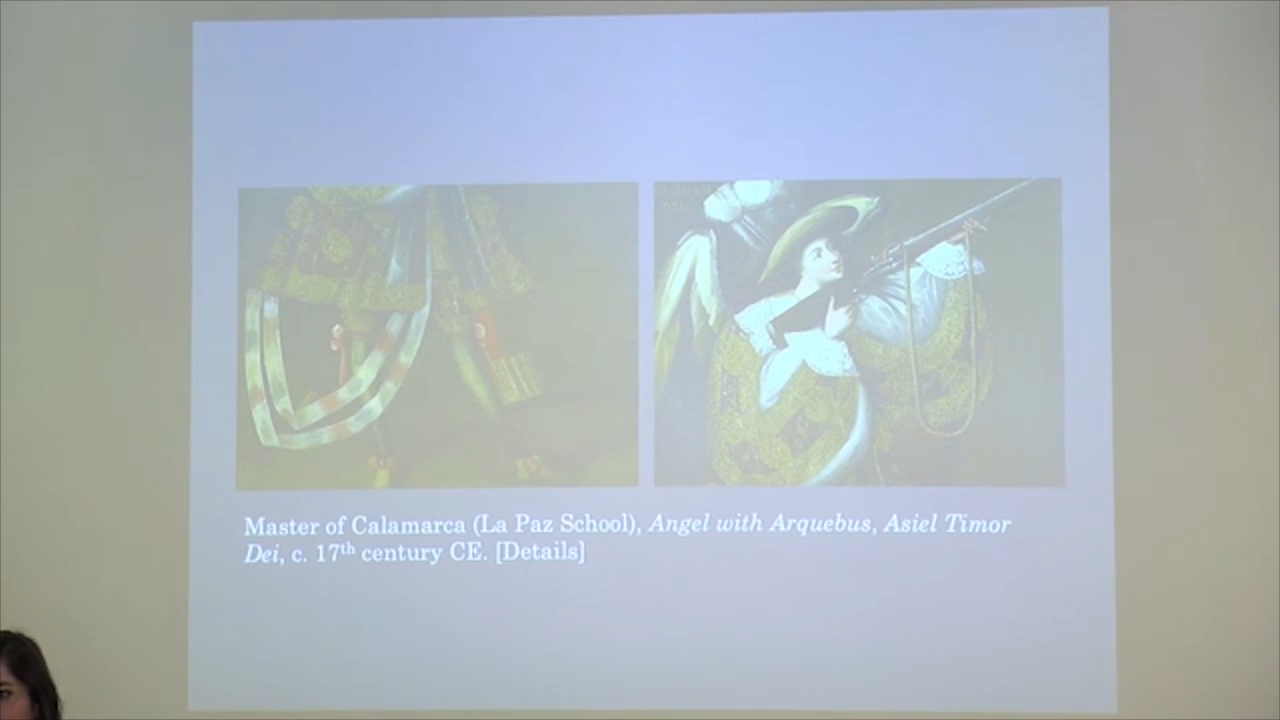 Master of Calamarca (La Paz School), Angel with Arquebus, Asiel Timor
Dei, c. 17th century CE. [Details]